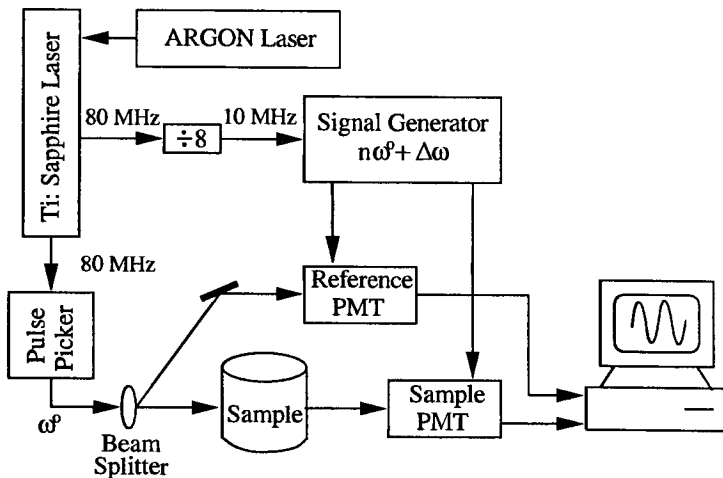 ARGON Laser
Ti: Sapphire Laser
80 MHz
÷8
10 MHz
Signal Generator
nω° + Δω
80 MHz
Pulse
Picker
Reference
PMT
ω°
Beam
Splitter
Sample
Sample
PMT